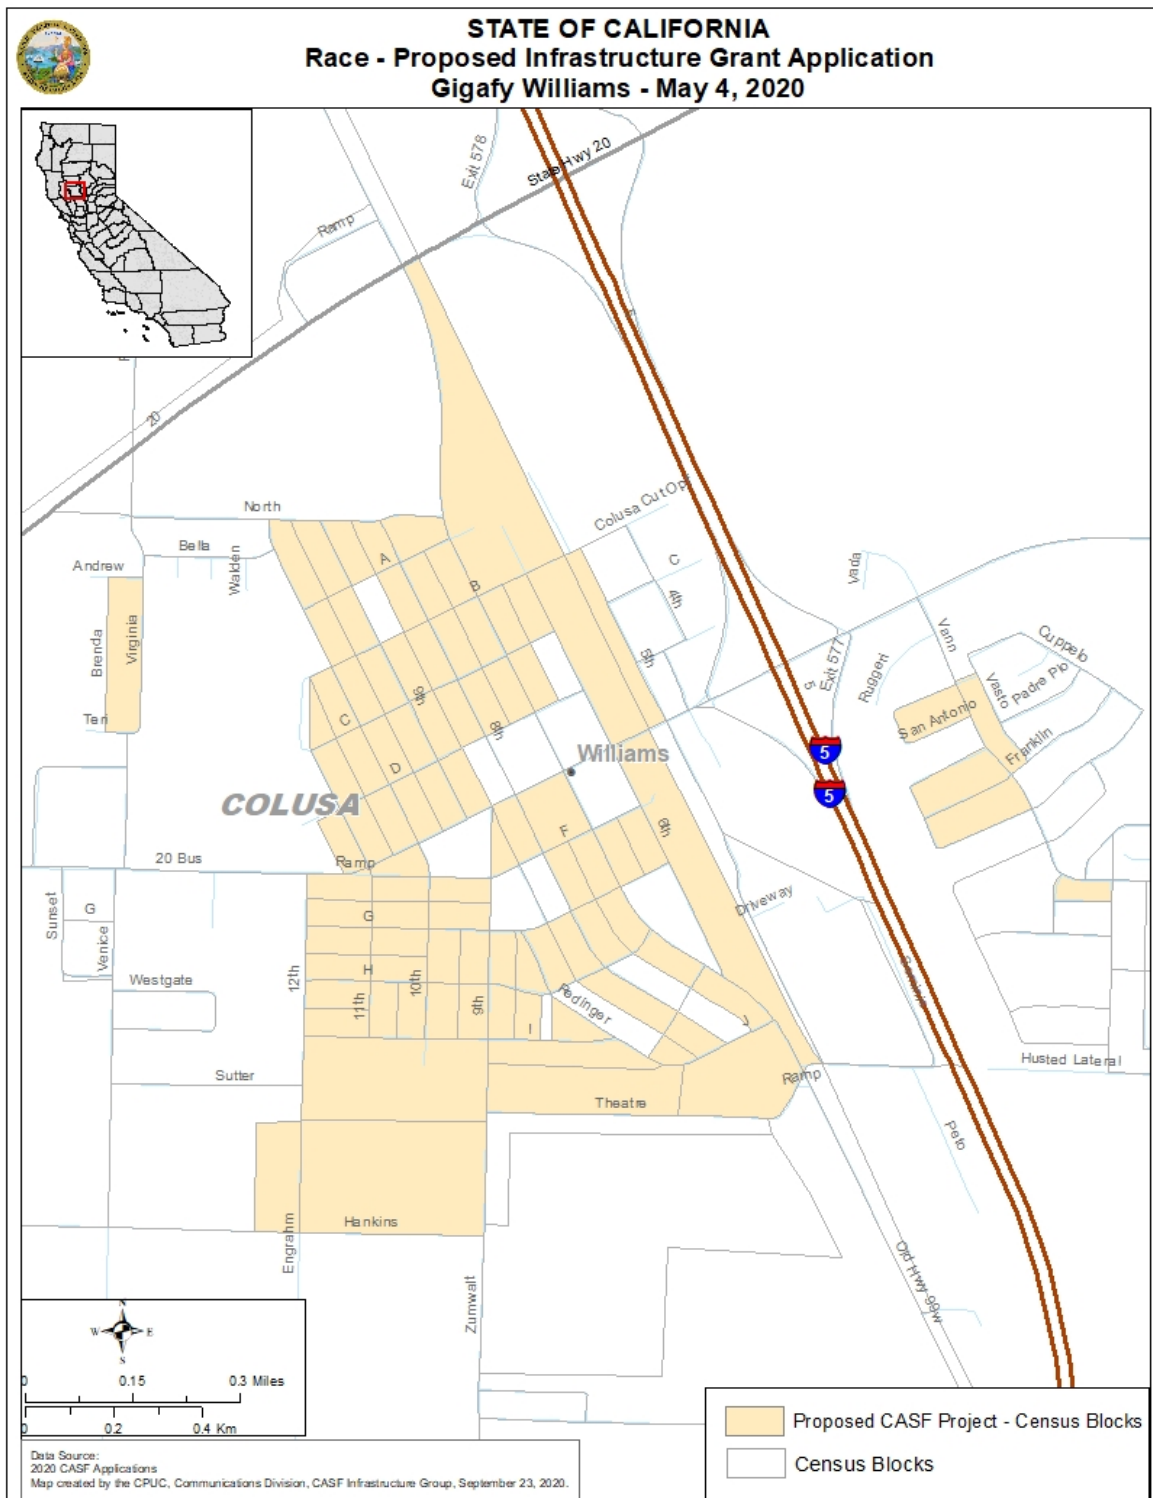 STATE OF CALIFORNIA
Race - Proposed Infrastructure Grant Application
Gigafy Williams - May 4, 2020
Exit 578
State Hwy 20
Ramp
20
North
Bella
Walden
Andrew
Brenda
Virginia
Teri
A
B
Colusa Cut Opn
C
4th
5th
Vada
Vann
Cuppelo
Exit 577
5
Ruggeri
Vasto
Padre Pio
San Antonio
Franklin
9th
C
8th
D
Williams
5
5
COLUSA
F
6th
20 Bus
Ramp
Sunset
G
Venice
G
Driveway
Westgate
12th
H
11th
10th
9th
Redinger
I
J
Husted Lateral
Sutter
Ramp
Theatre
Peto
Hankins
Engrahm
Zumwalt
Old Hwy 99w
N
W E
S
0 0.15 0.3 Miles
0 0.2 0.4 Km
Proposed CASF Project - Census Blocks
Census Blocks
Data Source:
2020 CASF Applications
Map created by the CPUC, Communications Division, CASF Infrastructure Group, September 23, 2020.